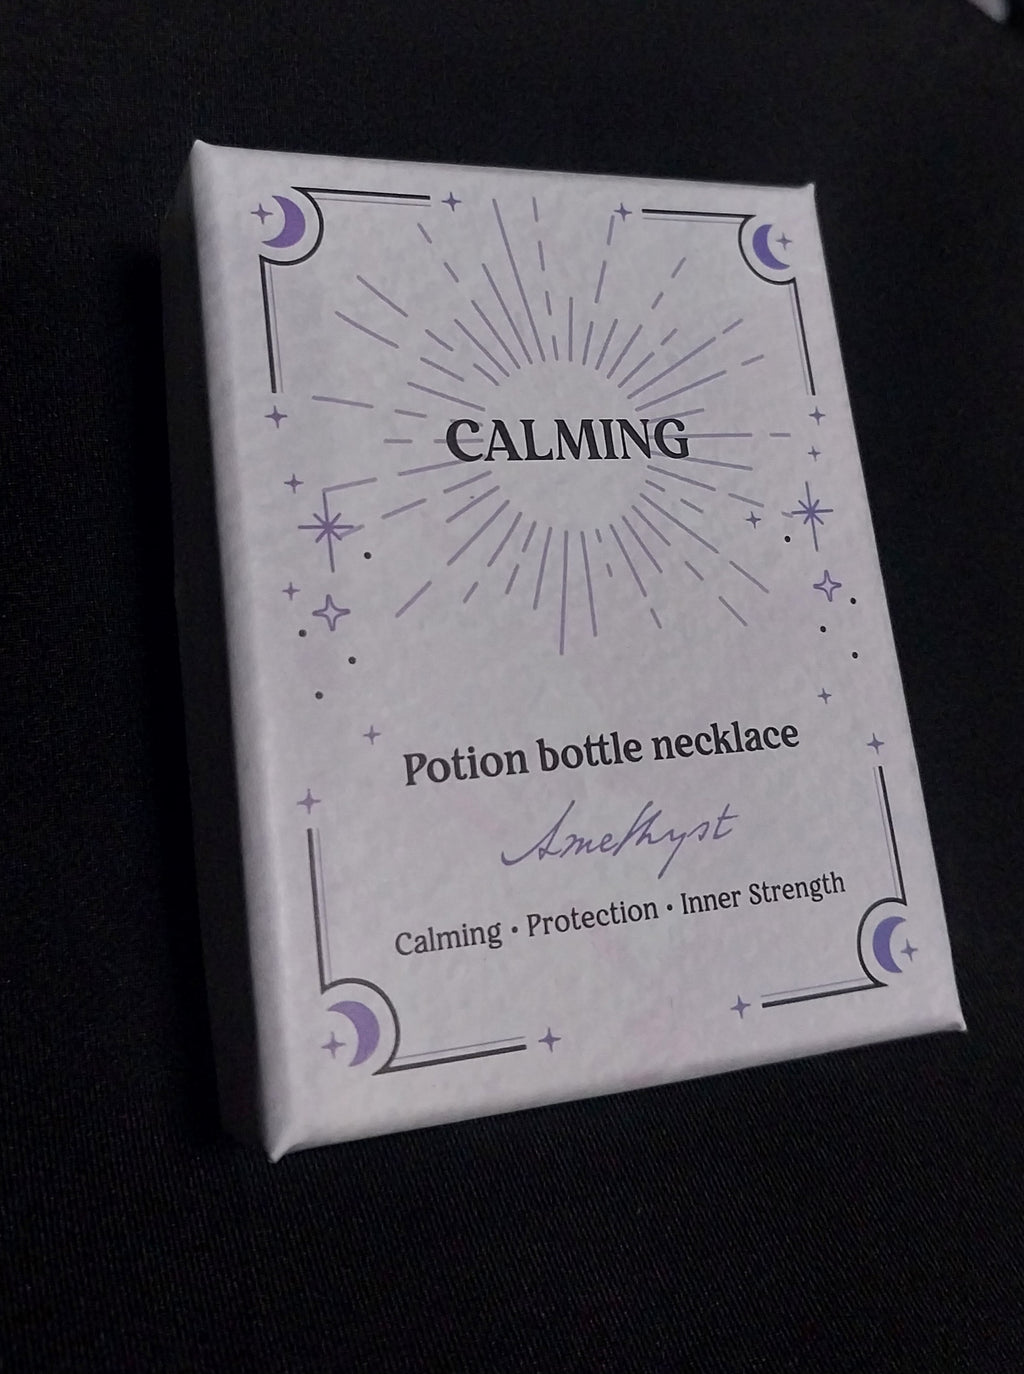 CALMING
Potion bottle necklace
Amethyst
Calming • Protection • Inner Strength